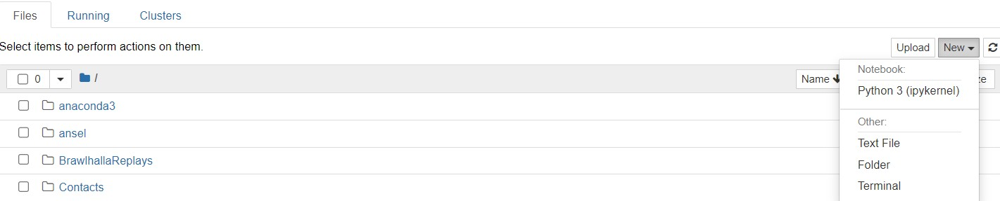 Files Running Clusters
Select items to perform actions on them.
Upload New
0 / Name ze
Notebook:
Python 3 (ipykernel)
Other:
Text File
Folder
Terminal
anaconda3
ansel
BrawlhallaReplays
Contacts